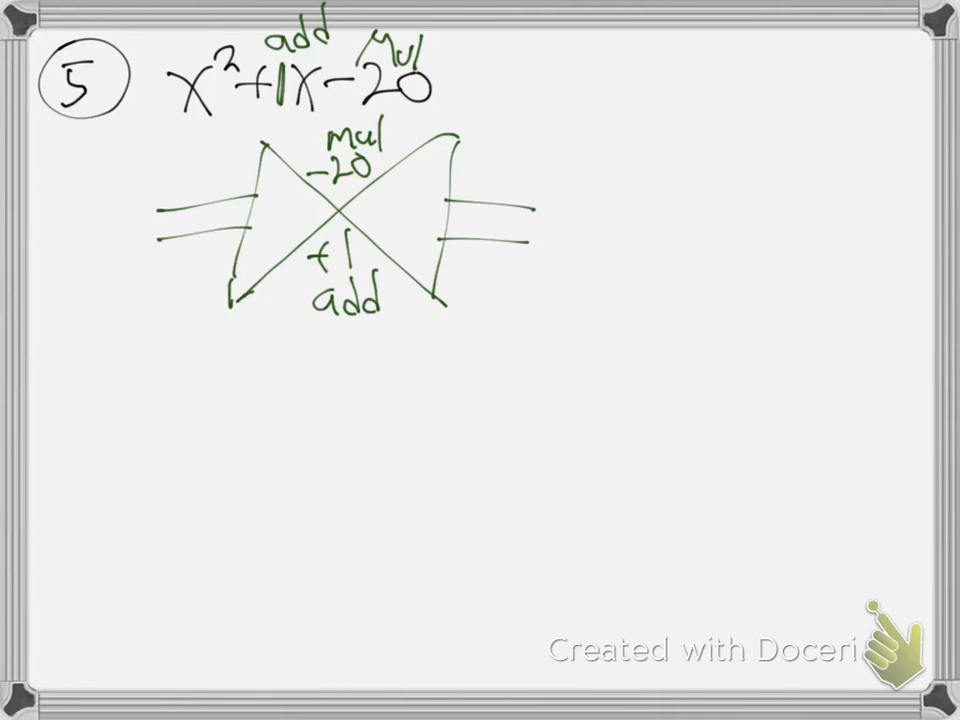 add mul
5 x² + 1x - 20
mul
-20
+1
add
Created with Doceri